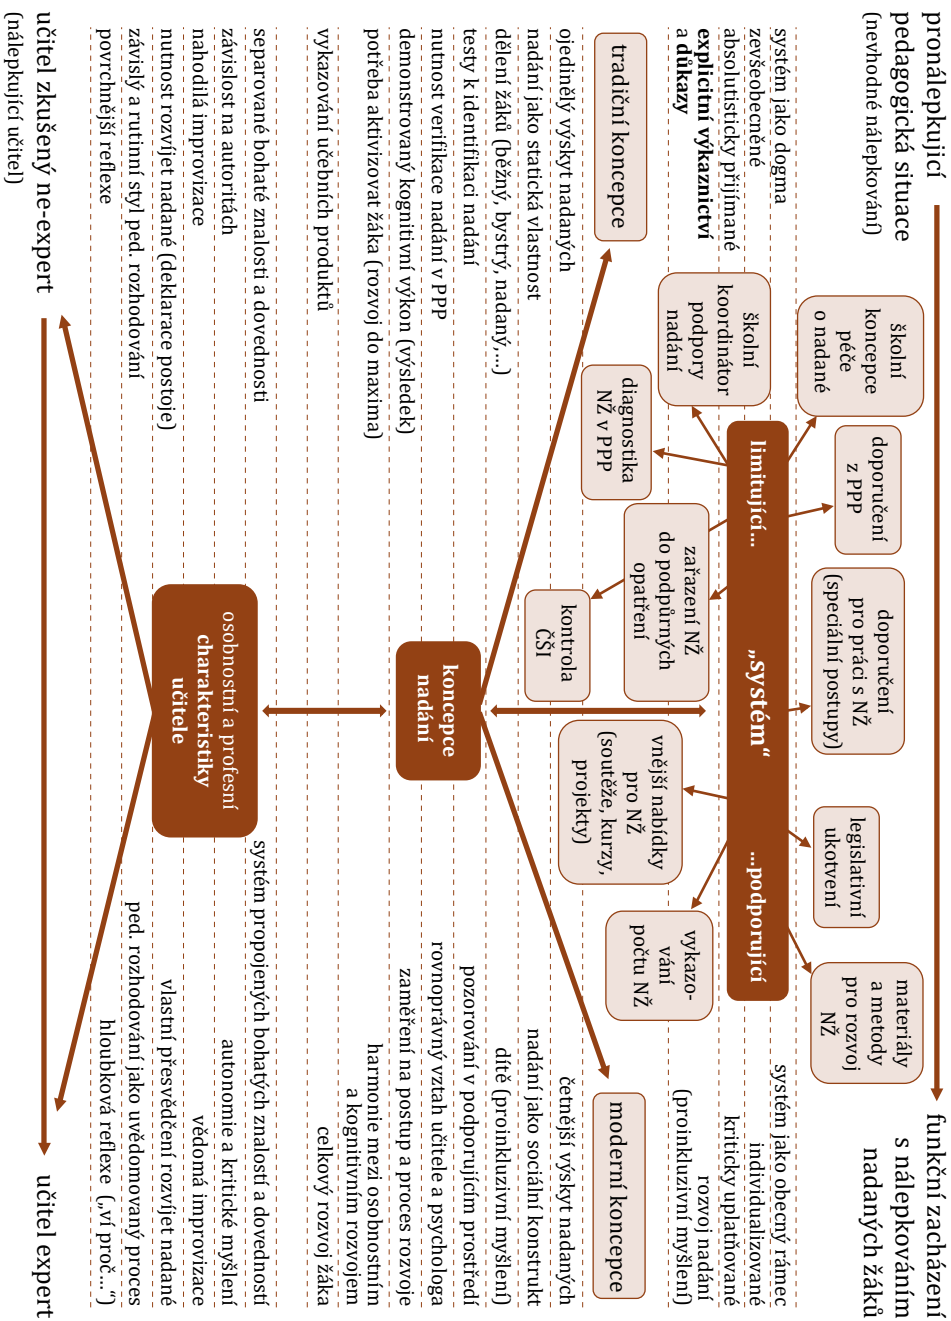 pronálepkující
pedagogická situace
(nevhodné nálepkování)
funkční zacházení
s nálepkováním
nadaných žáků
školní
koncepce
péče
o nadané
doporučení
z PPP
doporučení
pro práci s NŽ
(speciální postupy)
legislativní
ukotvení
materiály
a metody
pro rozvoj
NŽ
systém jako dogma
zevšeobecněné
absolutisticky přijímané
explicitní výkaznictví
a důkazy
limitující...
„systém“
...podporující
systém jako obecný rámec
individualizované
kriticky uplatňované
rozvoj nadání
(proinkluzivní myšlení)
školní
koordinátor
podpory
nadání
diagnostika
NŽ v PPP
zařazení NŽ
do podpůrných
opatření
kontrola
ČŠI
vnější nabídky
pro NŽ
(soutěže, kurzy,
projekty)
vykazo-
vání
počtu NŽ
tradiční koncepce
moderní koncepce
ojedinělý výskyt nadaných
nadání jako statická vlastnost
dělení žáků (běžný, bystrý, nadaný,...)
testy k identifikaci nadání
nutnost verifikace nadání v PPP
demonstrovaný kognitivní výkon (výsledek)
potřeba aktivizovat žáka (rozvoj do maxima)
vykazování učebních produktů
koncepce
nadání
četnější výskyt nadaných
nadání jako sociální konstrukt
dítě (proinkluzivní myšlení)
pozorování v podporujícím prostředí
rovnoprávný vztah učitele a psychologa
zaměření na postup a proces rozvoje
harmonie mezi osobnostním
a kognitivním rozvojem
celkový rozvoj žáka
separované bohaté znalosti a dovednosti
závislost na autoritách
nahodilá improvizace
nutnost rozvíjet nadané (deklarace postoje)
závislý a rutinní styl ped. rozhodování
povrchnější reflexe
osobnostní a profesní
charakteristiky
učitele
systém propojených bohatých znalostí a dovedností
autonomie a kritické myšlení
vědomá improvizace
vlastní přesvědčení rozvíjet nadané
ped. rozhodování jako uvědomovaný proces
hloubková reflexe („ví proč...“)
učitel zkušený ne-expert
(nálepkující učitel)
učitel expert